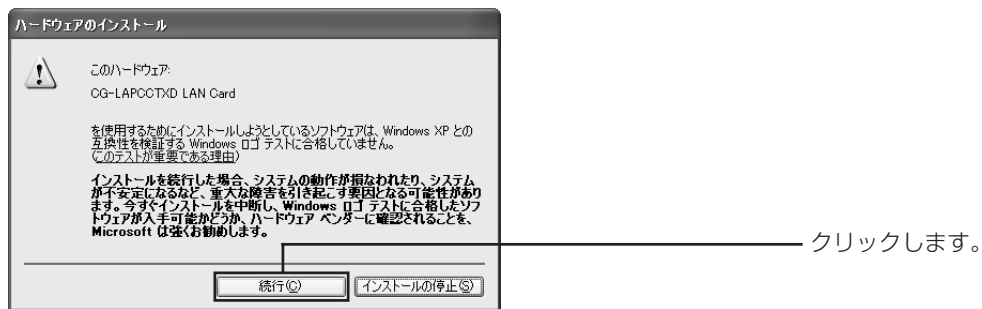 ハードウェアのインストール
このハードウェア:
CG-LAPCCTXD LAN Card
を使用するためにインストールしようとしているソフトウェアは、Windows XP との
互換性を検証する Windows ロゴ テストに合格していません。
(このテストが重要である理由)
インストールを続行した場合、システムの動作が損なわれたり、システム
が不安定になるなど、重大な障害を引き起こす要因となる可能性があり
ます。今すぐインストールを中断し、Windows ロゴ テストに合格したソフ
トウェアが入手可能かどうか、ハードウェア ベンダーに確認されることを、
Microsoft は強くお勧めします。
クリックします。
続行(C)
インストールの停止(S)